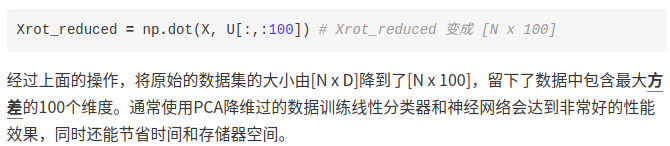 Xrot_reduced = np.dot(X, U[:,:100]) # Xrot_reduced 变成 [N x 100]
经过上面的操作，将原始的数据集的大小由[N x D]降到了[N x 100]，留下了数据中包含最大方
差的100个维度。通常使用PCA降维过的数据训练线性分类器和神经网络会达到非常好的性能
效果，同时还能节省时间和存储器空间。